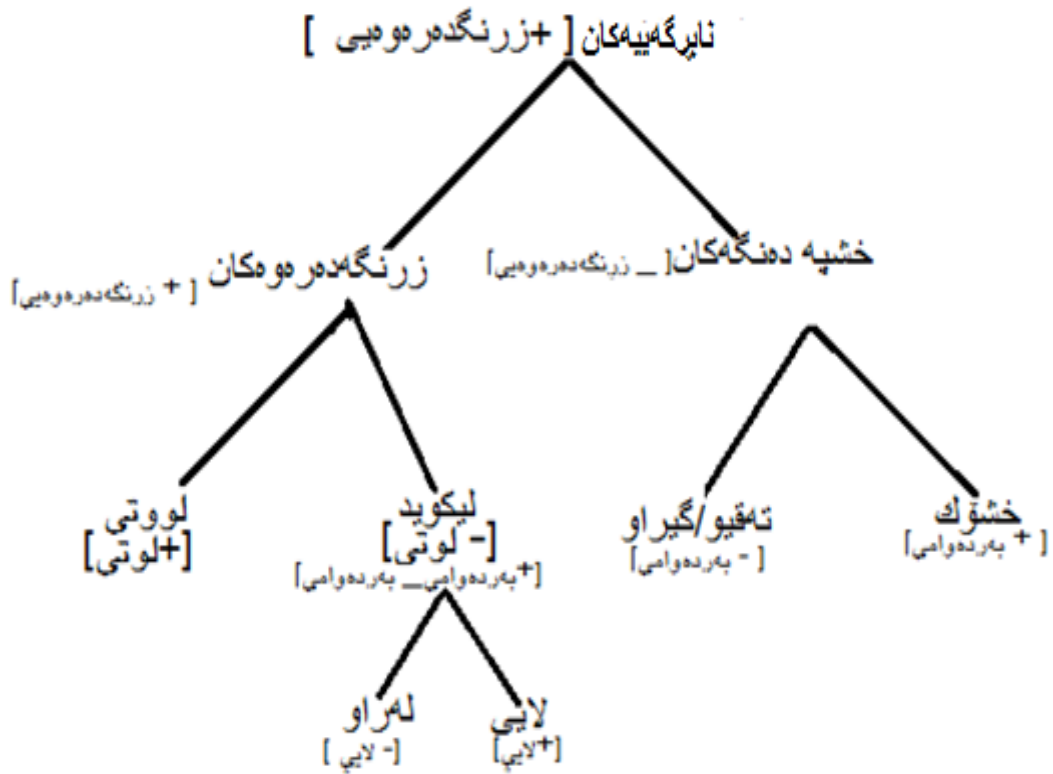 نابڕگەییەکان [ +زرنگدەرەوەیی ]
خشپە دەنگەکان[ _ زرنگەدەرەوەیی]
زرنگەدەرەوەکان [ + زرنگەدەرەوەیی]
خشۆك
[ + بەردەوامی]
تەقیو/گیراو
[ - بەردەوامی]
لیکوید
[- لوتی]
[+بەردەوامی_ بەردەوامی]
لووتی
[+لوتی]
لایی
[+لایی]
لەراو
[- لایی ]